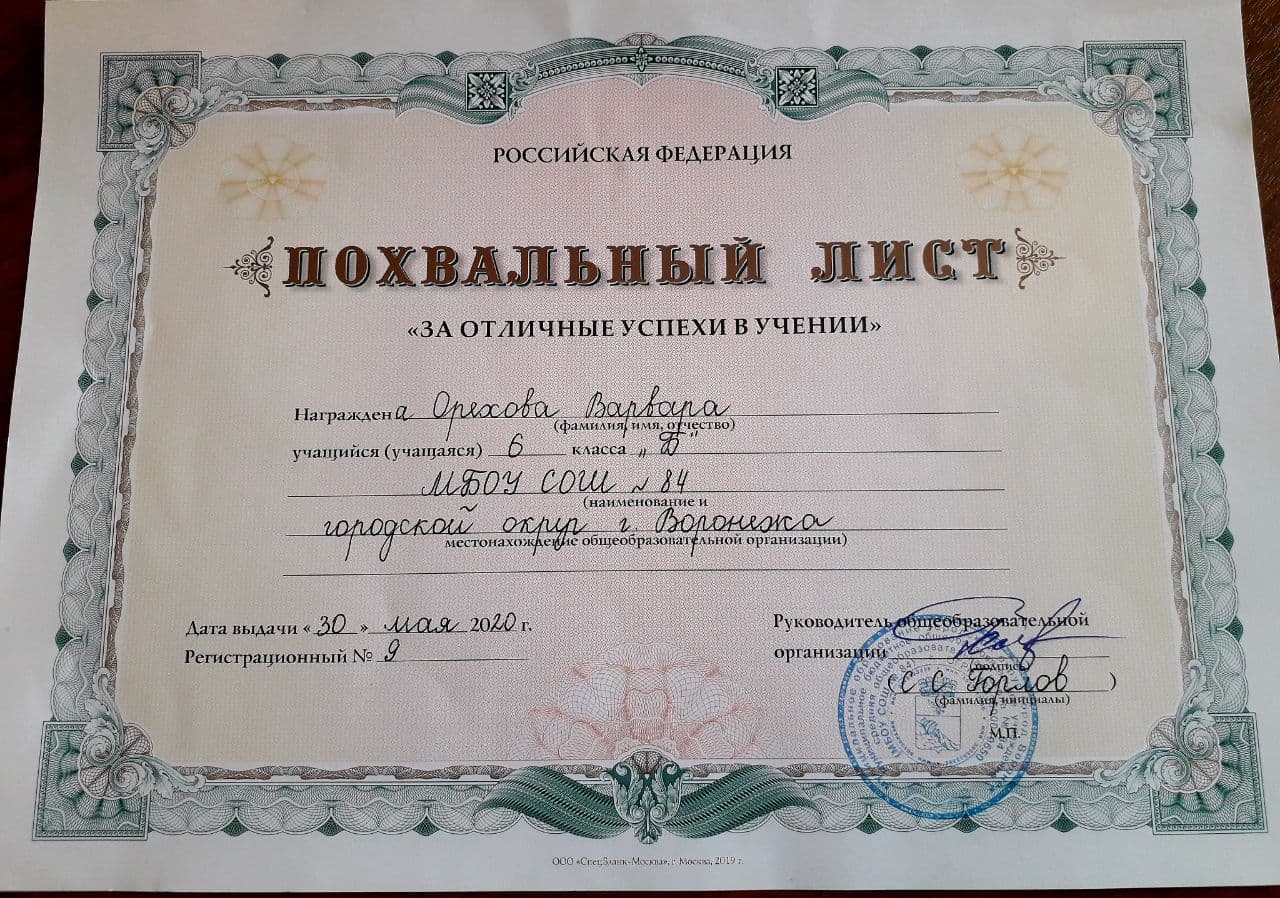 РОССИЙСКАЯ ФЕДЕРАЦИЯ
ПОХВАЛЬНЫЙ ЛИСТ
«ЗА ОТЛИЧНЫЕ УСПЕХИ В УЧЕНИИ»
Награждена Орехова Варвара
(фамилия, имя, отчество)
учащийся (учащаяся) 6 класса „Б"
МБОУ СОШ № 84
(наименование и
городской округ г. Воронежа
местонахождение общеобразовательной организации)
Дата выдачи «30» мая 2020 г.
Регистрационный № 9
Руководитель общеобразовательной
организации
(подпись)
(С С Горлов)
(фамилия, инициалы)
М.П.
ООО «СпецБланк-Москва», г. Москва, 2019 г.